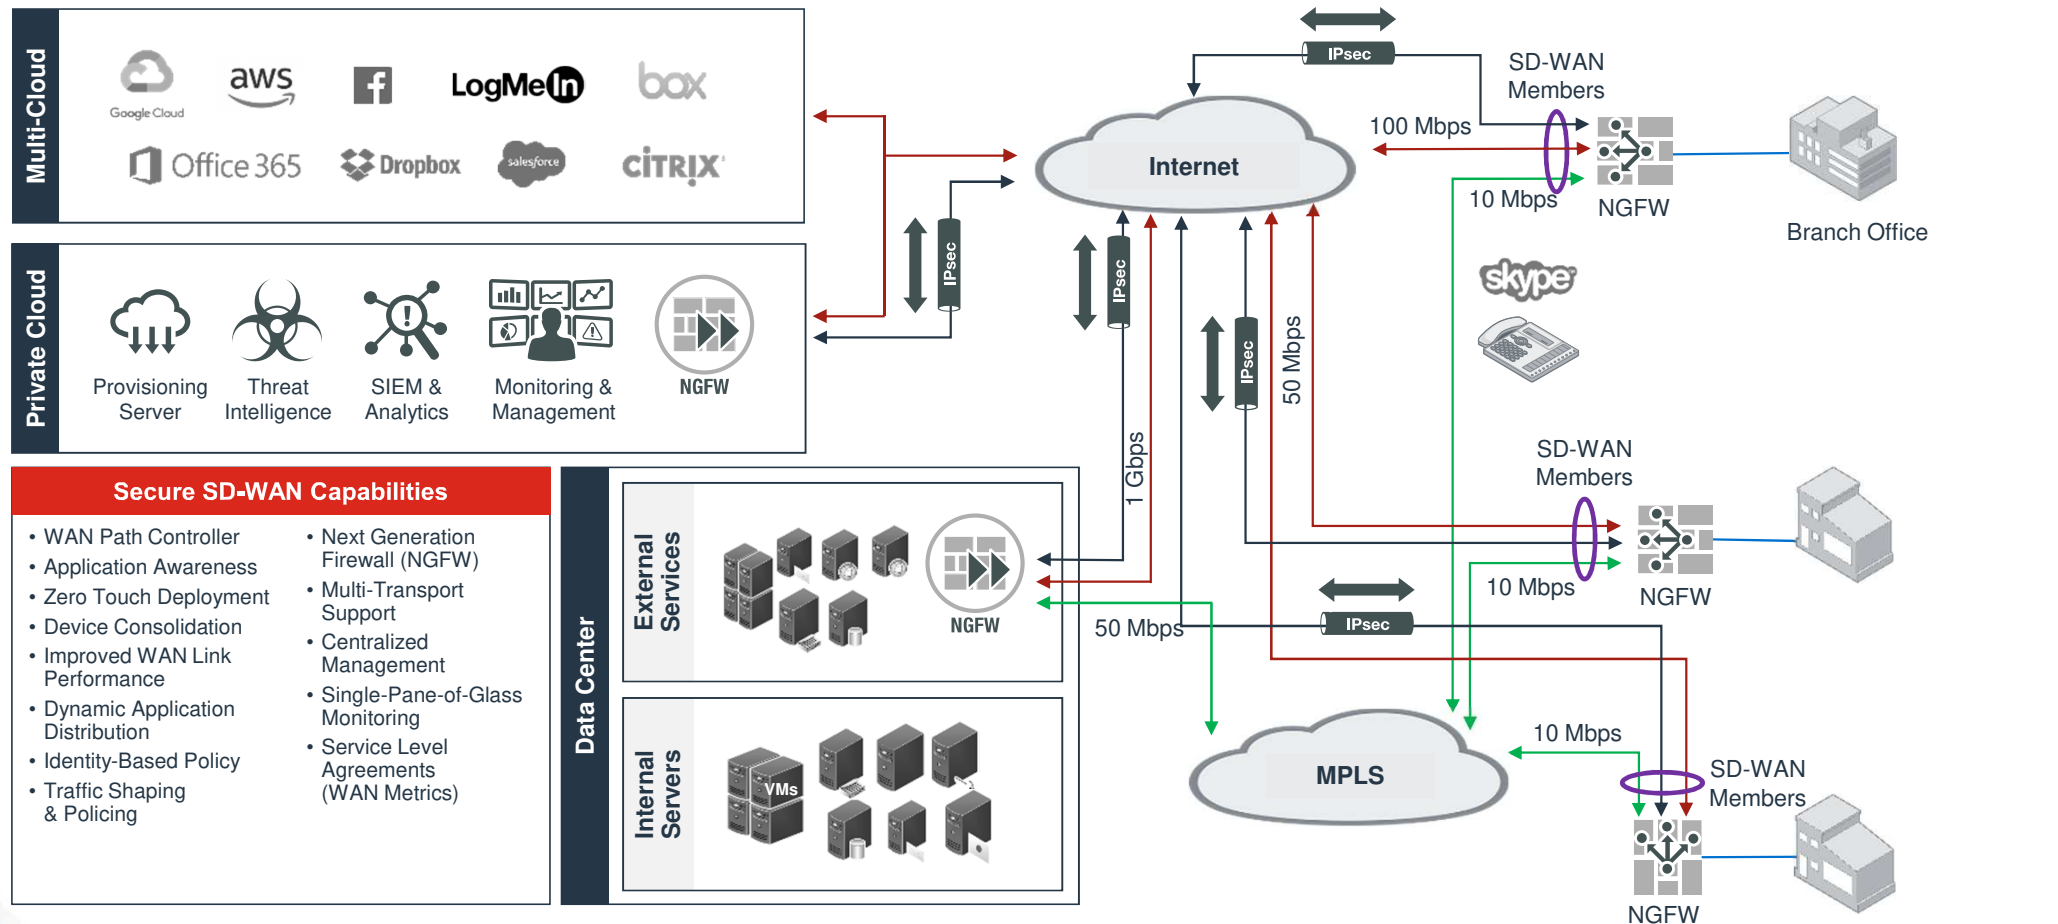 Multi-Cloud
Google Cloud
aws
f
LogMeIn
box
Office 365
Dropbox
salesforce
CİTRIX
Private Cloud
Provisioning
Server
Threat
Intelligence
SIEM &
Analytics
Monitoring &
Management
NGFW
IPsec
Secure SD-WAN Capabilities
• WAN Path Controller
• Application Awareness
• Zero Touch Deployment
• Device Consolidation
• Improved WAN Link
Performance
• Dynamic Application
Distribution
• Identity-Based Policy
• Traffic Shaping
& Policing
• Next Generation
Firewall (NGFW)
• Multi-Transport
Support
• Centralized
Management
• Single-Pane-of-Glass
Monitoring
• Service Level
Agreements
(WAN Metrics)
Data Center
External
Services
NGFW
Internal
Servers
VMs
Internet
IPsec
IPsec
IPsec
1 Gbps
50 Mbps
50 Mbps
IPsec
SD-WAN
Members
100 Mbps
10 Mbps
NGFW
Branch Office
skype
SD-WAN
Members
10 Mbps
NGFW
MPLS
10 Mbps
SD-WAN
Members
NGFW